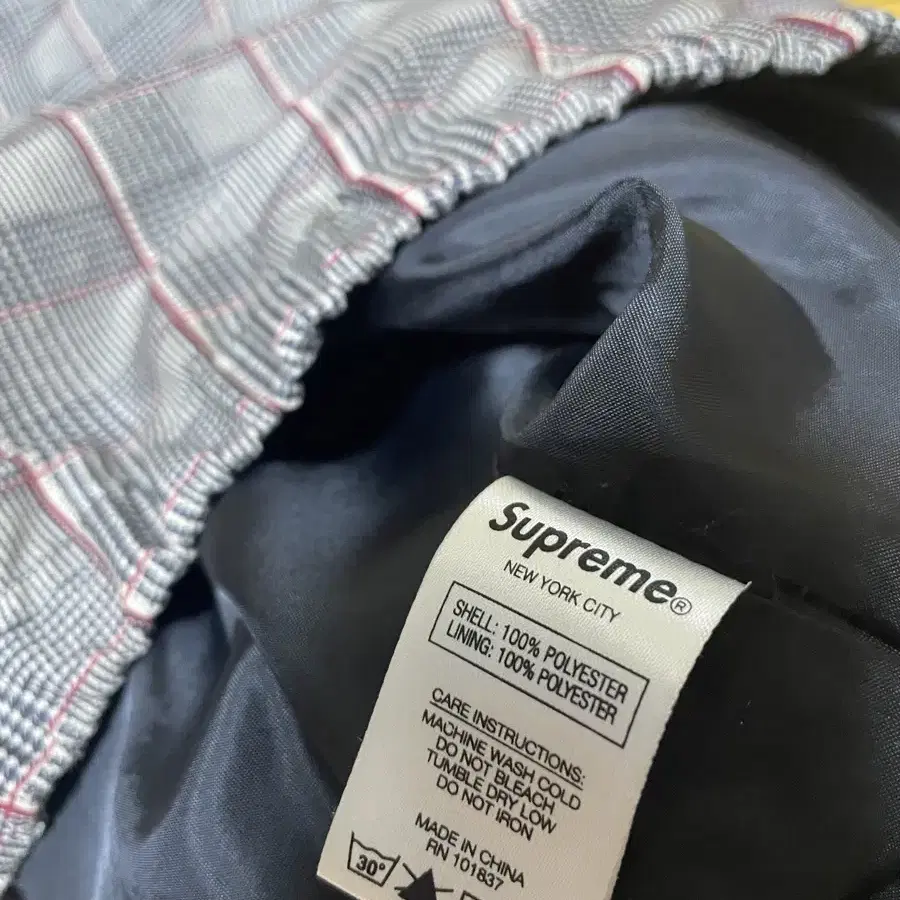 Supreme®
NEW YORK CITY
SHELL: 100% POLYESTER
LINING: 100% POLYESTER
CARE INSTRUCTIONS:
MACHINE WASH COLD
DO NOT BLEACH
TUMBLE DRY LOW
DO NOT IRON
MADE IN CHINA
RN 101837
30°